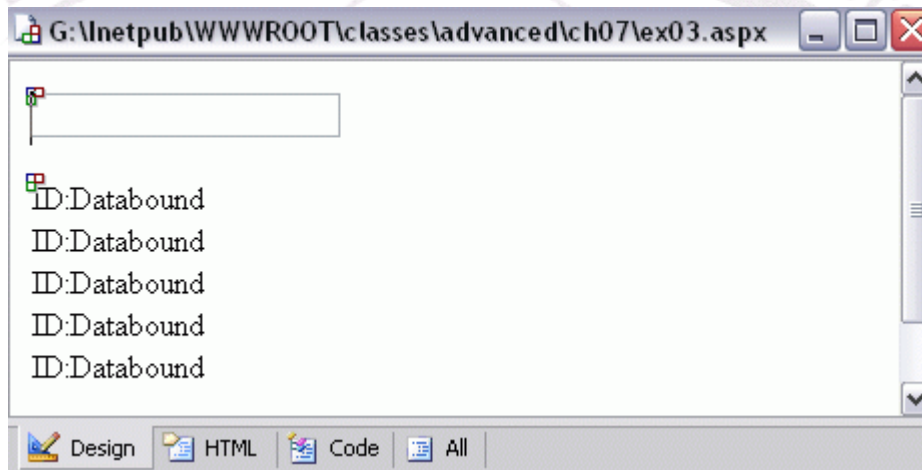 G:\Inetpub\WWWROOT\classes\advanced\ch07\ex03.aspx
ID:Databound
ID:Databound
ID:Databound
ID:Databound
ID:Databound
Design HTML Code All